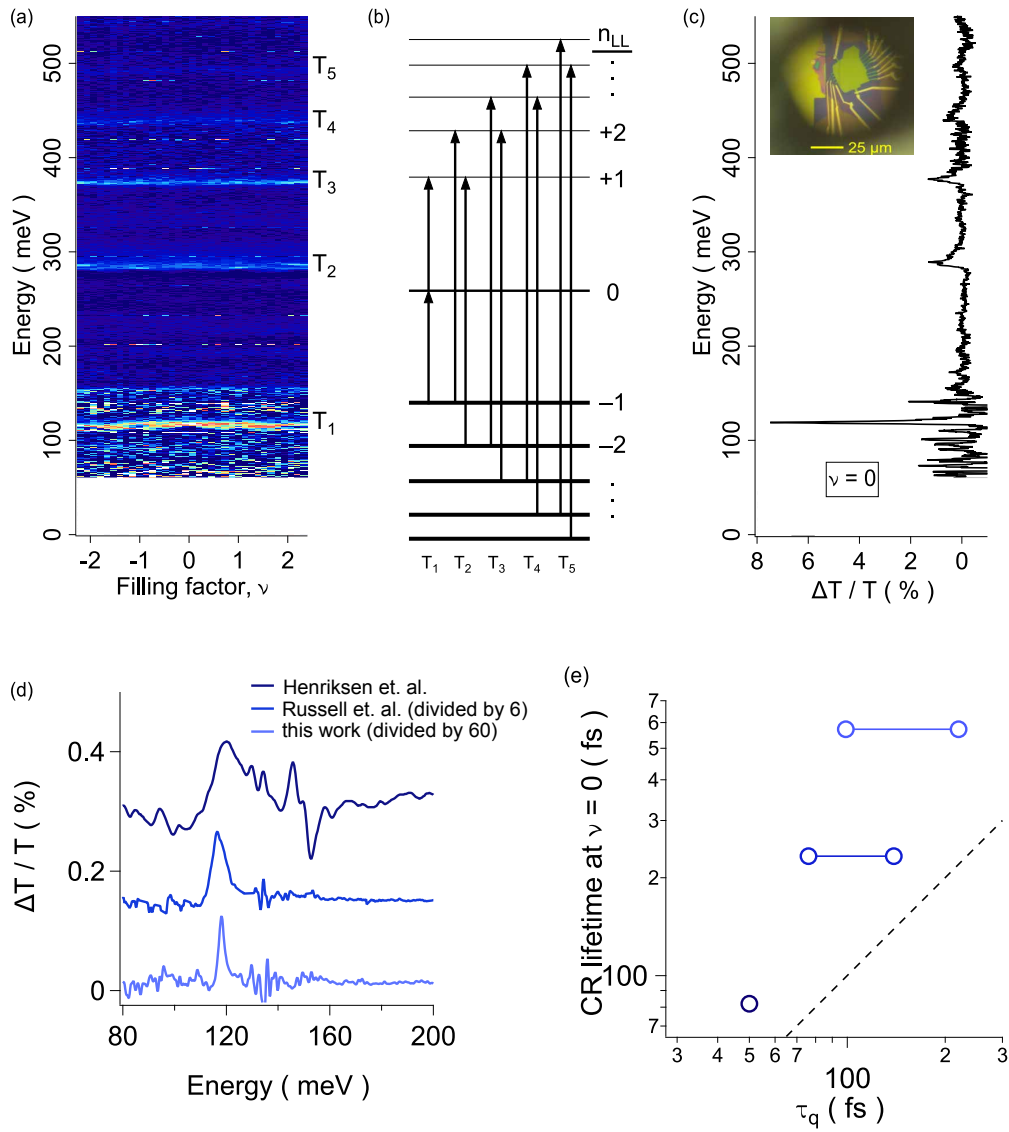 (a)
Energy ( meV )
500
400
300
200
100
0
T5
T4
T3
T2
T1
-2 -1 0 1 2
Filling factor, ν
(b)
nLL
+2
+1
0
−1
−2
T1 T2 T3 T4 T5
(c)
Energy ( meV )
500
400
300
200
100
0
25 µm
ν = 0
8 6 4 2 0
ΔT / T ( % )
(d)
Henriksen et. al.
Russell et. al. (divided by 6)
this work (divided by 60)
ΔT / T ( % )
0.4
0.2
0
80 120 160 200
Energy ( meV )
(e)
CR lifetime at ν = 0 ( fs )
7
6
5
4
3
2
100
8
7
3 4 5 6 7 100 2 3
τq ( fs )